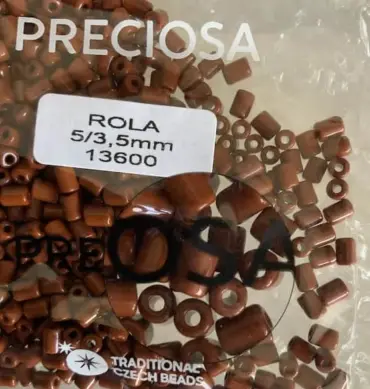 PRECIOSA
ROLA
5/3,5mm
13600
PRECIOSA
TRADITIONAL
CZECH BEADS